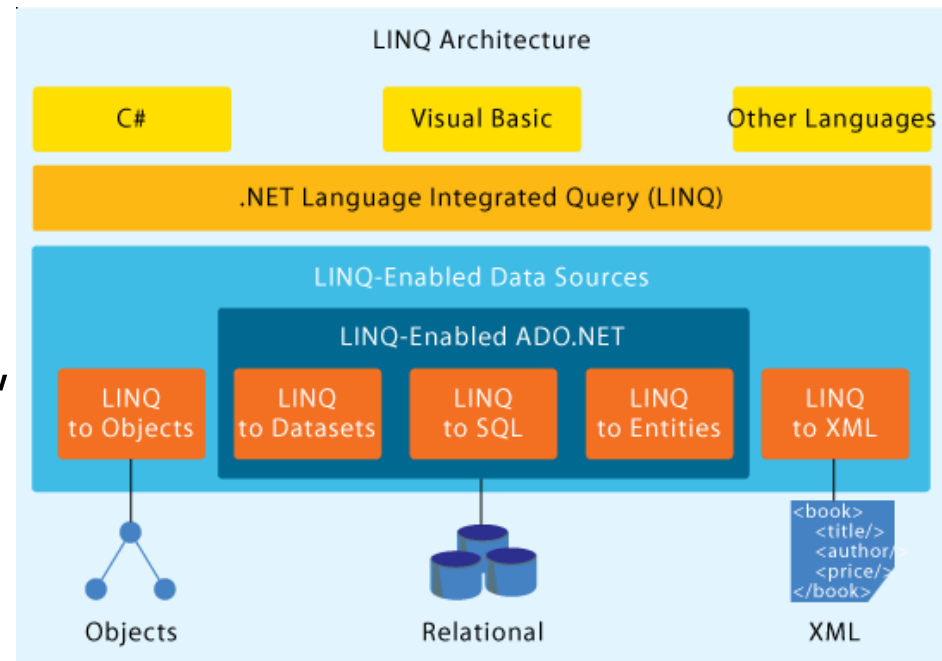 LINQ Architecture
C#
Visual Basic
Other Languages
.NET Language Integrated Query (LINQ)
LINQ-Enabled Data Sources
LINQ-Enabled ADO.NET
LINQ
to Objects
LINQ
to Datasets
LINQ
to SQL
LINQ
to Entities
LINQ
to XML
<book>
<title/>
<author/>
<price/>
</book>
Objects
Relational
XML